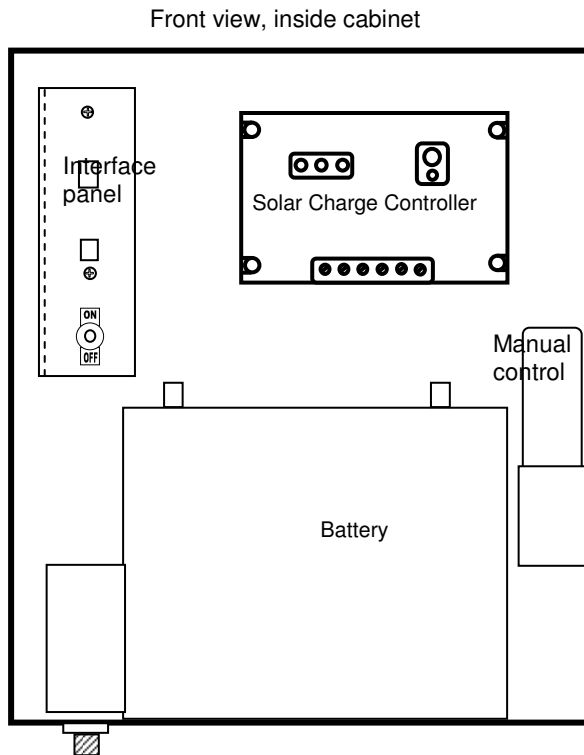 Front view, inside cabinet
Interface
panel
Solar Charge Controller
ON
OFF
Manual
control
Battery